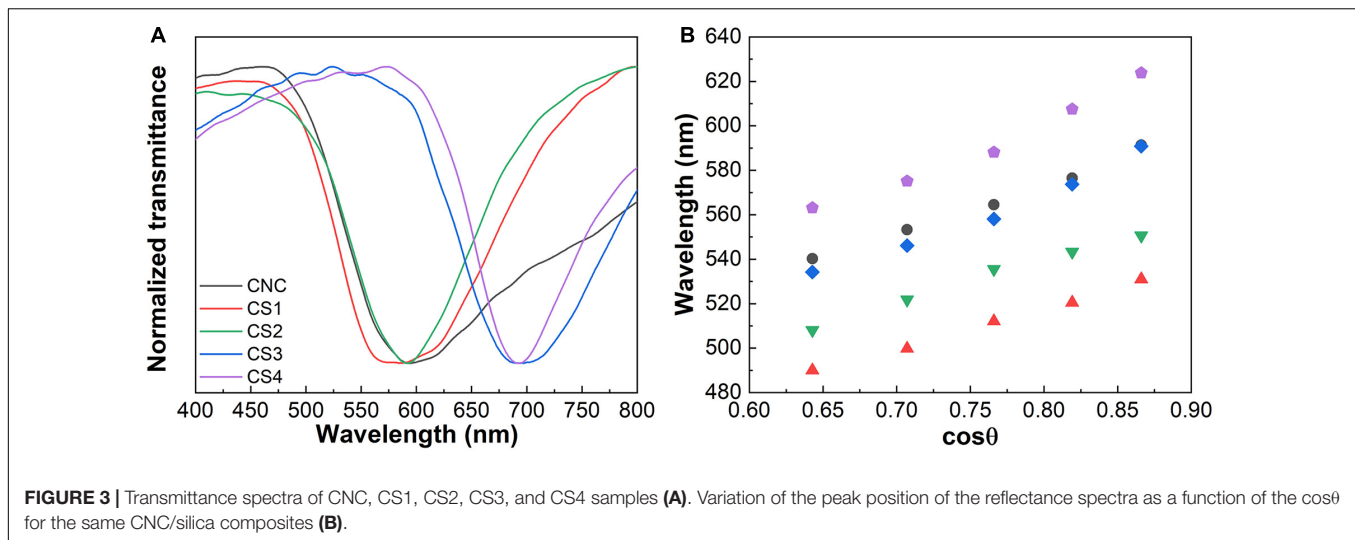 A
Normalized transmittance
CNC
CS1
CS2
CS3
CS4
400 450 500 550 600 650 700 750 800
Wavelength (nm)
B
Wavelength (nm)
640
620
600
580
560
540
520
500
480
0.60 0.65 0.70 0.75 0.80 0.85 0.90
cosθ
FIGURE 3 | Transmittance spectra of CNC, CS1, CS2, CS3, and CS4 samples (A). Variation of the peak position of the reflectance spectra as a function of the cosθ
for the same CNC/silica composites (B).